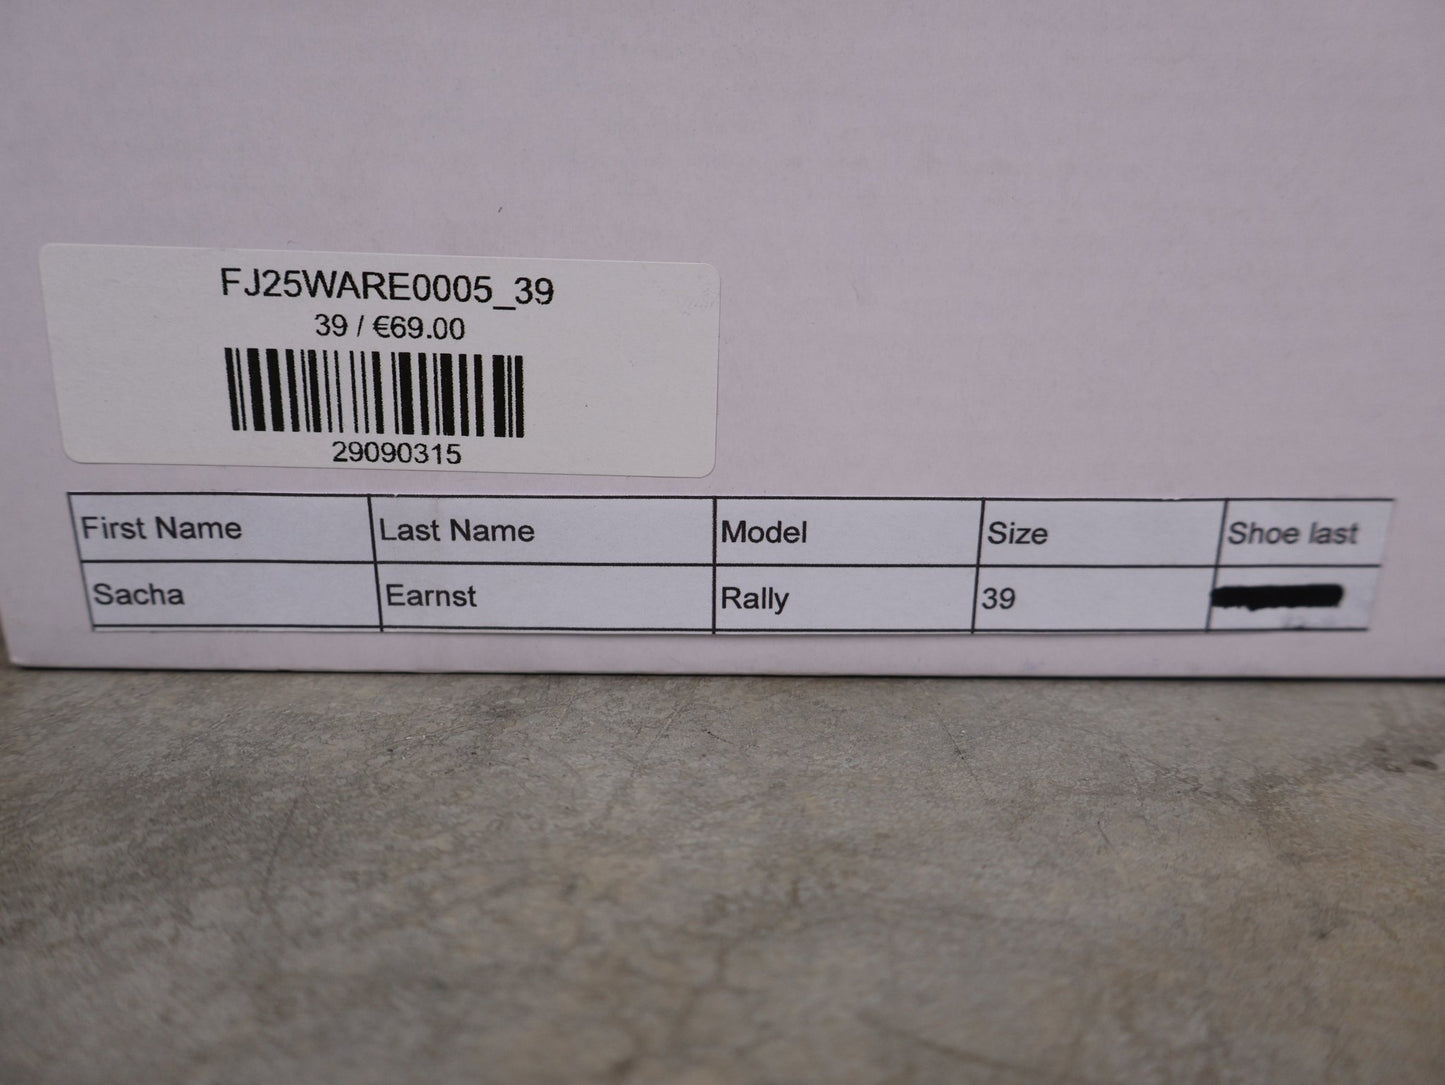 FJ25WARE0005_39
39 / €69.00
29090315
First Name Last Name Model Size Shoe last
Sacha Earnst Rally 39